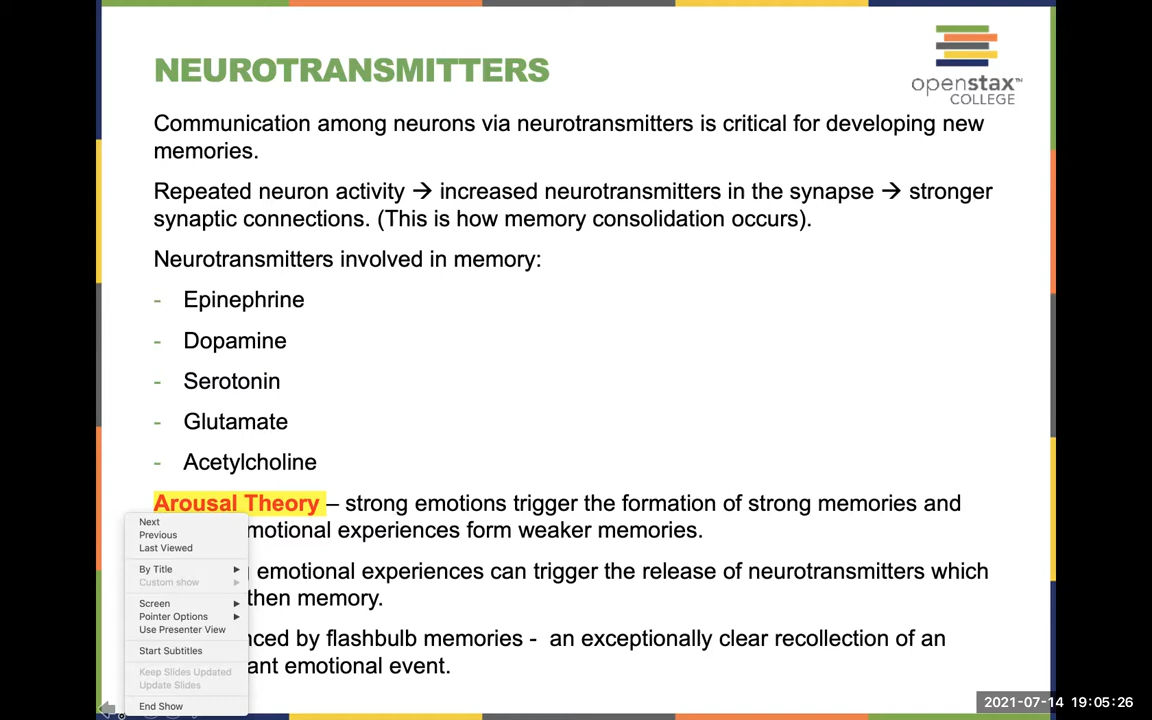 NEUROTRANSMITTERS
openstax™
COLLEGE
Communication among neurons via neurotransmitters is critical for developing new
memories.
Repeated neuron activity → increased neurotransmitters in the synapse → stronger
synaptic connections. (This is how memory consolidation occurs).
Neurotransmitters involved in memory:
- Epinephrine
- Dopamine
- Serotonin
- Glutamate
- Acetylcholine
Arousal Theory – strong emotions trigger the formation of strong memories and
motional experiences form weaker memories.
emotional experiences can trigger the release of neurotransmitters which
then memory.
nced by flashbulb memories - an exceptionally clear recollection of an
ant emotional event.
Next
Previous
Last Viewed
By Title
Custom show
Screen
Pointer Options
Use Presenter View
Start Subtitles
Keep Slides Updated
Update Slides
End Show
2021-07-14 19:05:26